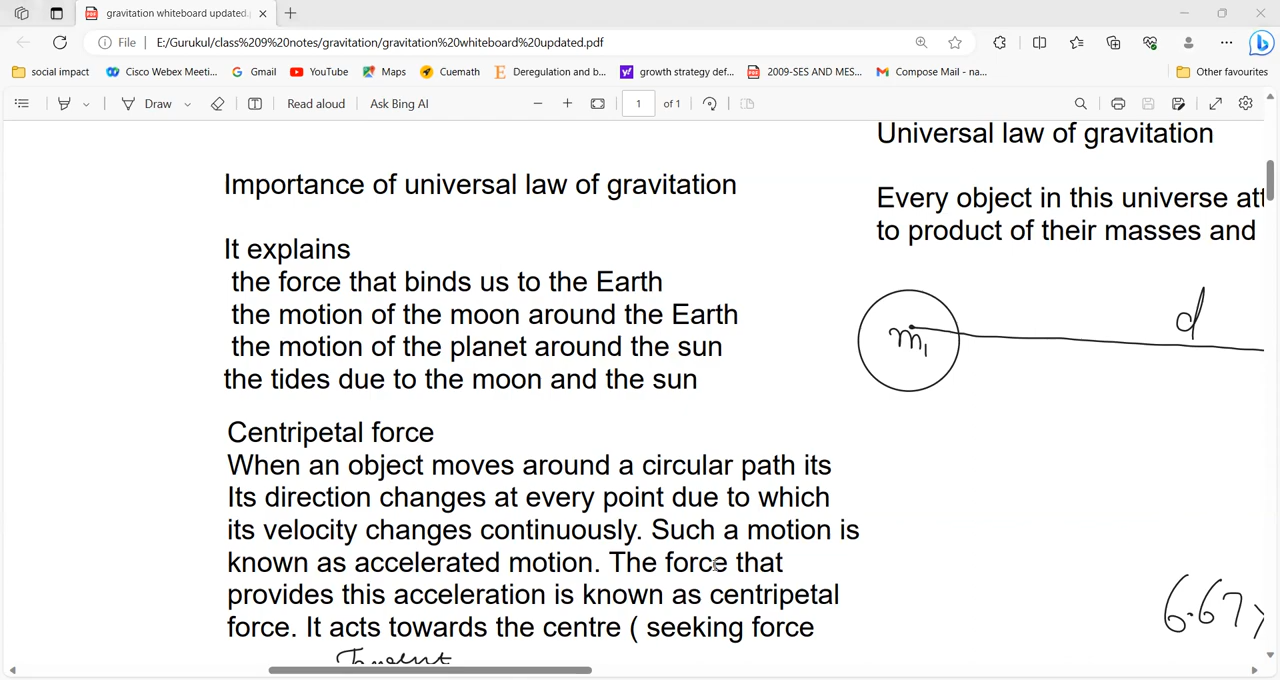 gravitation whiteboard updated.
File
E:/Gurukul/class%209%20notes/gravitation/gravitation%20whiteboard%20updated.pdf
social impact
Cisco Webex Meeti...
Gmail
YouTube
Maps
Cuemath
Deregulation and b...
growth strategy def...
2009-SES AND MES...
Compose Mail - na...
Other favourites
Draw
Read aloud
Ask Bing AI
1
of 1
Importance of universal law of gravitation
It explains
the force that binds us to the Earth
the motion of the moon around the Earth
the motion of the planet around the sun
the tides due to the moon and the sun
Centripetal force
When an object moves around a circular path its
Its direction changes at every point due to which
its velocity changes continuously. Such a motion is
known as accelerated motion. The force that
provides this acceleration is known as centripetal
force. It acts towards the centre ( seeking force
Universal law of gravitation
Every object in this universe att
to product of their masses and
m₁
d
6.67